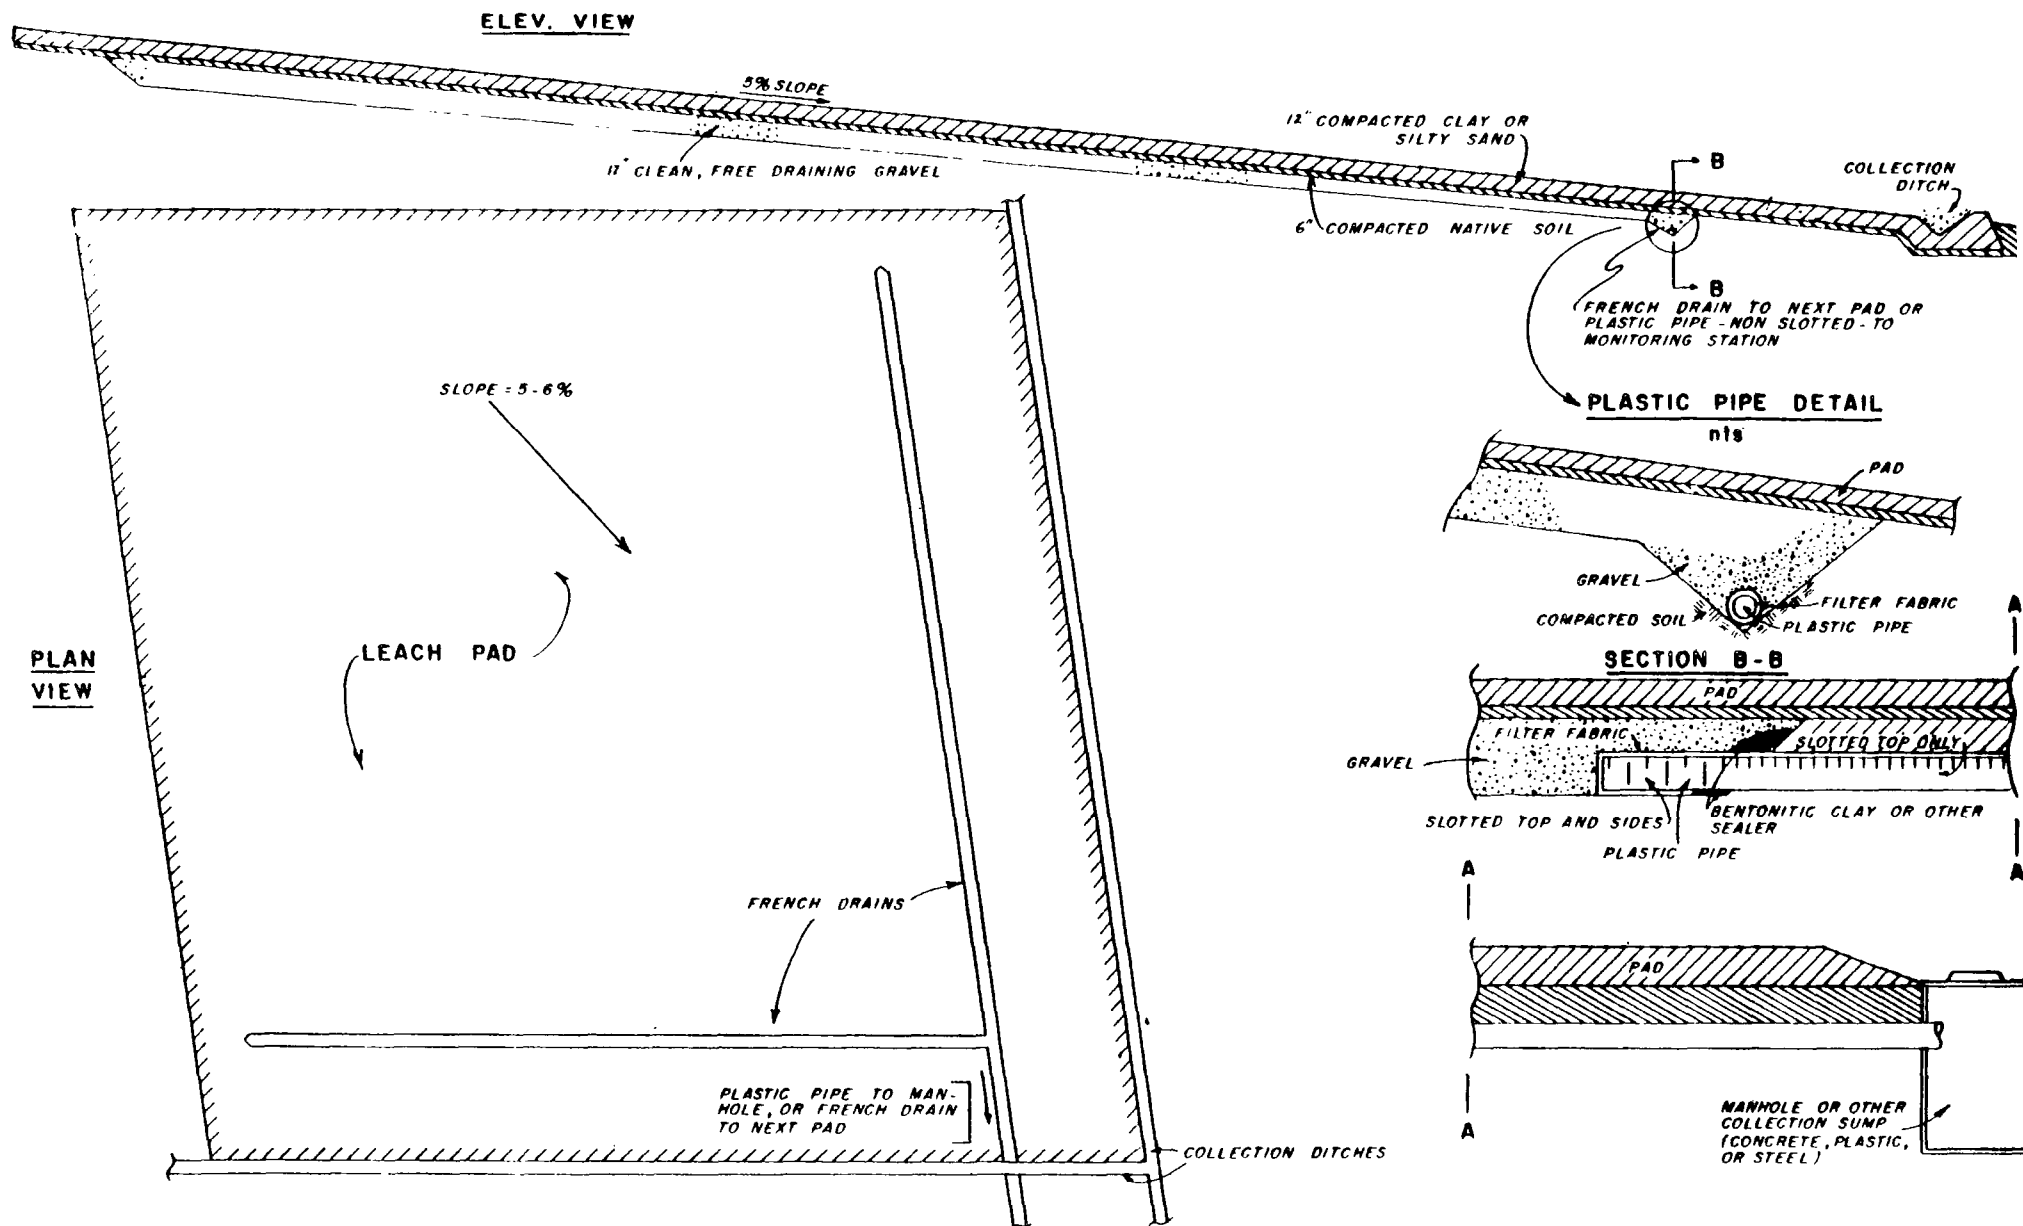 ELEV. VIEW
5% SLOPE
12" COMPACTED CLAY OR
SILTY SAND
B
COLLECTION
DITCH
CLEAN, FREE DRAINING GRAVEL
6" COMPACTED NATIVE SOIL
B
FRENCH DRAIN TO NEXT PAD OR
PLASTIC PIPE - NON SLOTTED - TO
MONITORING STATION
SLOPE = 5-6%
LEACH PAD
PLAN
VIEW
FRENCH DRAINS
PLASTIC PIPE TO MAN-
HOLE, OR FRENCH DRAIN
TO NEXT PAD
COLLECTION DITCHES
PLASTIC PIPE DETAIL
nts
PAD
GRAVEL
FILTER FABRIC
COMPACTED SOIL
PLASTIC PIPE
A
SECTION B-B
PAD
FILTER FABRIC
SLOTTED TOP ONLY
GRAVEL
BENTONITIC CLAY OR OTHER
SEALER
SLOTTED TOP AND SIDES
PLASTIC PIPE
A
A
PAD
MANHOLE OR OTHER
COLLECTION SUMP
(CONCRETE, PLASTIC,
OR STEEL)
A